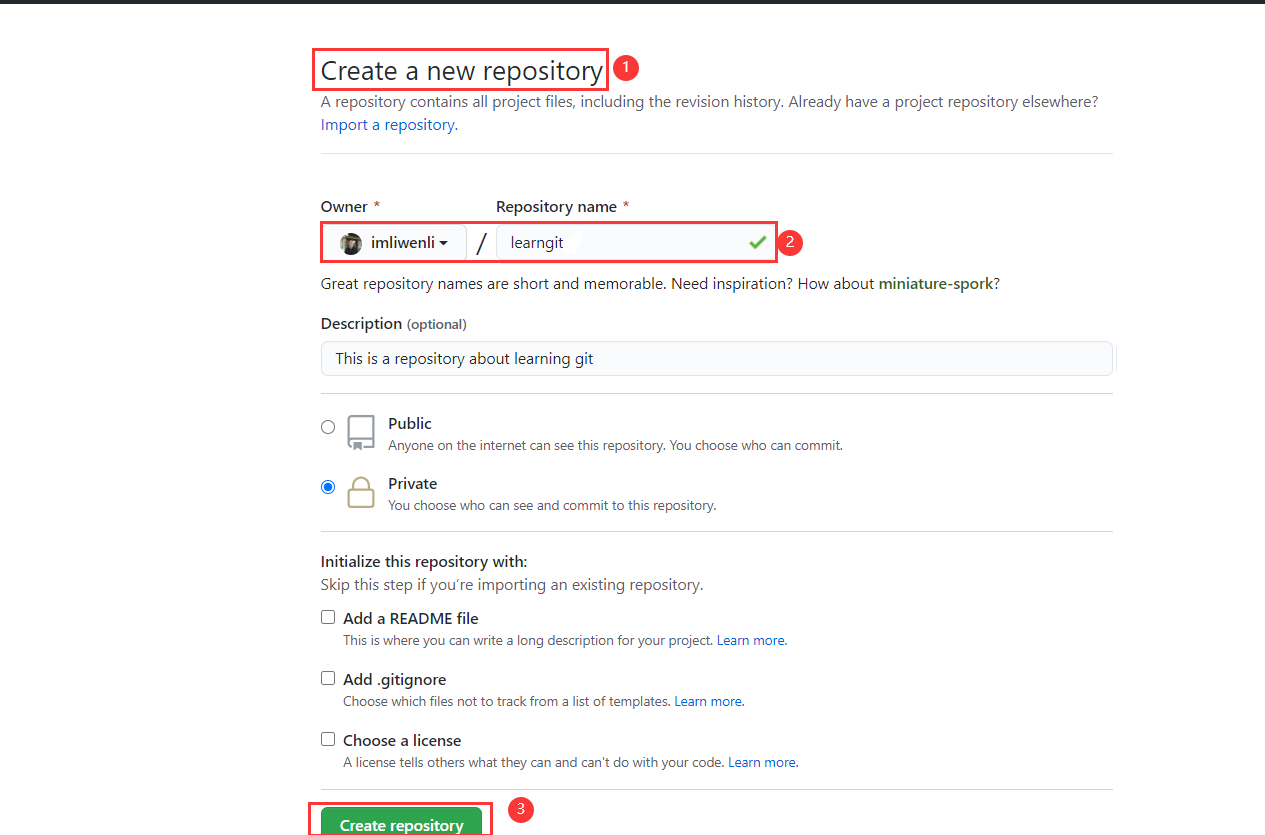 Create a new repository 1
A repository contains all project files, including the revision history. Already have a project repository elsewhere?
Import a repository.
Owner * Repository name *
imliwenli / learngit 2
Great repository names are short and memorable. Need inspiration? How about miniature-spork?
Description (optional)
This is a repository about learning git
Public
Anyone on the internet can see this repository. You choose who can commit.
Private
You choose who can see and commit to this repository.
Initialize this repository with:
Skip this step if you’re importing an existing repository.
Add a README file
This is where you can write a long description for your project. Learn more.
Add .gitignore
Choose which files not to track from a list of templates. Learn more.
Choose a license
A license tells others what they can and can't do with your code. Learn more.
Create repository 3